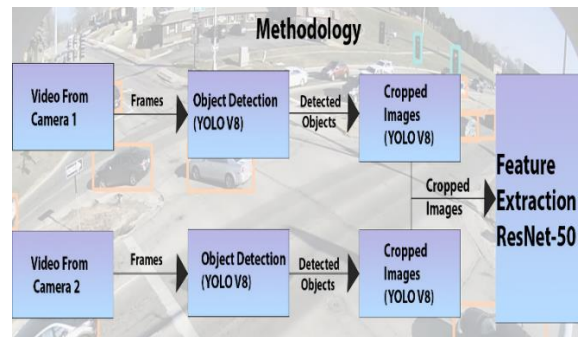 Methodology
Video From
Camera 1
Frames
Object Detection
(YOLO V8)
Detected
Objects
Cropped
Images
(YOLO V8)
Cropped
Images
Feature
Extraction
ResNet-50
Video From
Camera 2
Frames
Object Detection
(YOLO V8)
Detected
Objects
Cropped
Images
(YOLO V8)